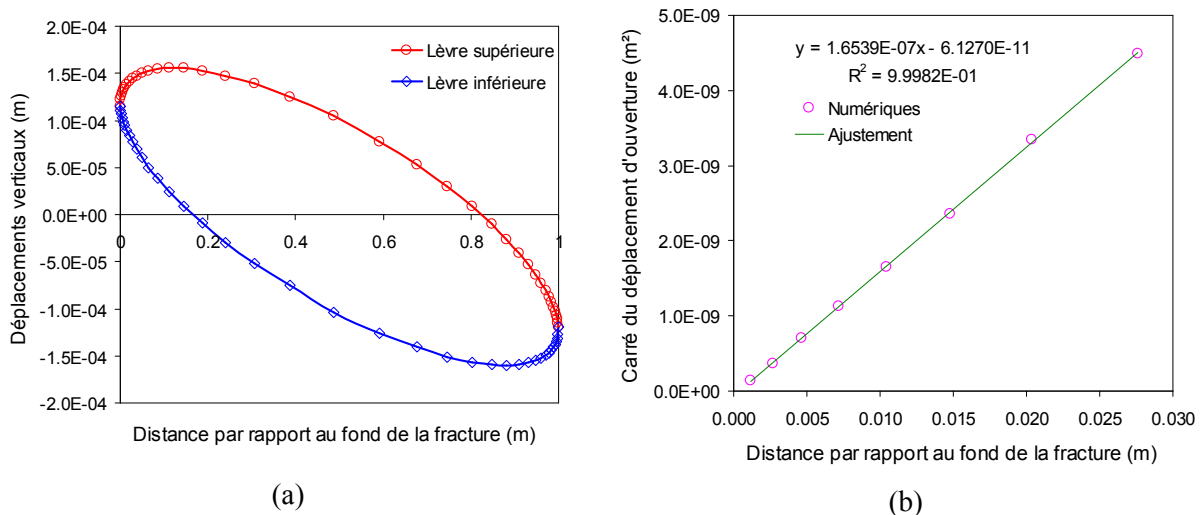 Déplacements verticaux (m)
2.0E-04
1.5E-04
1.0E-04
5.0E-05
0.0E+00
-5.0E-05
-1.0E-04
-1.5E-04
-2.0E-04
0
0.2
0.4
0.6
0.8
1
Lèvre supérieure
Lèvre inférieure
Distance par rapport au fond de la fracture (m)
(a)
Carré du déplacement d'ouverture (m²)
5.0E-09
4.0E-09
3.0E-09
2.0E-09
1.0E-09
0.0E+00
y = 1.6539E-07x - 6.1270E-11
R² = 9.9982E-01
Numériques
Ajustement
0.000
0.005
0.010
0.015
0.020
0.025
0.030
Distance par rapport au fond de la fracture (m)
(b)